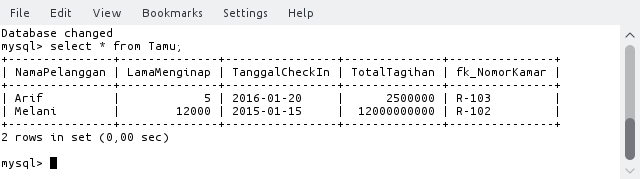 File View Bookmarks Settings Help
Database changed
mysql> select * from Tamu;
+---------------+---------------+----------------+--------------+---------------+
| NamaPelanggan | LamaMenginap | TanggalCheckIn | TotalTagihan | fk_NomorKamar |
+---------------+---------------+----------------+--------------+---------------+
| Arif | 5 | 2016-01-20 | 2500000 | R-103 |
| Melani | 12000 | 2015-01-15 | 12000000000 | R-102 |
+---------------+---------------+----------------+--------------+---------------+
2 rows in set (0,00 sec)
mysql>